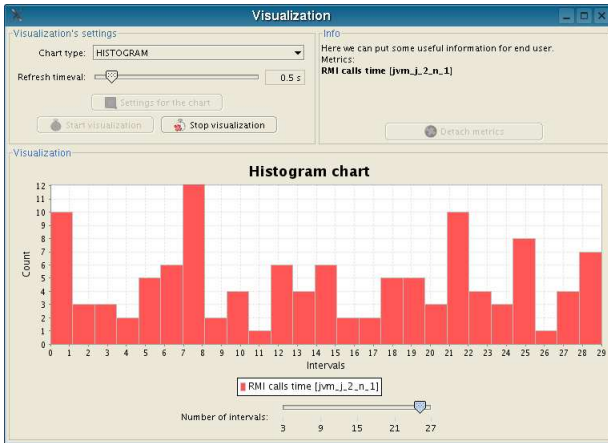 Visualization
Visualization's settings
Chart type: HISTOGRAM
Refresh timeval: 0.5 s
Settings for the chart
Start visualization
Stop visualization
Info
Here we can put some useful information for end user.
Metrics:
RMI calls time [jvm_j_2_n_1]
Detach metrics
Visualization
Histogram chart
Count
12
11
10
9
8
7
6
5
4
3
2
1
0
0 1 2 3 4 5 6 7 8 9 10 11 12 13 14 15 16 17 18 19 20 21 22 23 24 25 26 27 28 29
Intervals
RMI calls time [jvm_j_2_n_1]
Number of intervals:
3 9 15 21 27